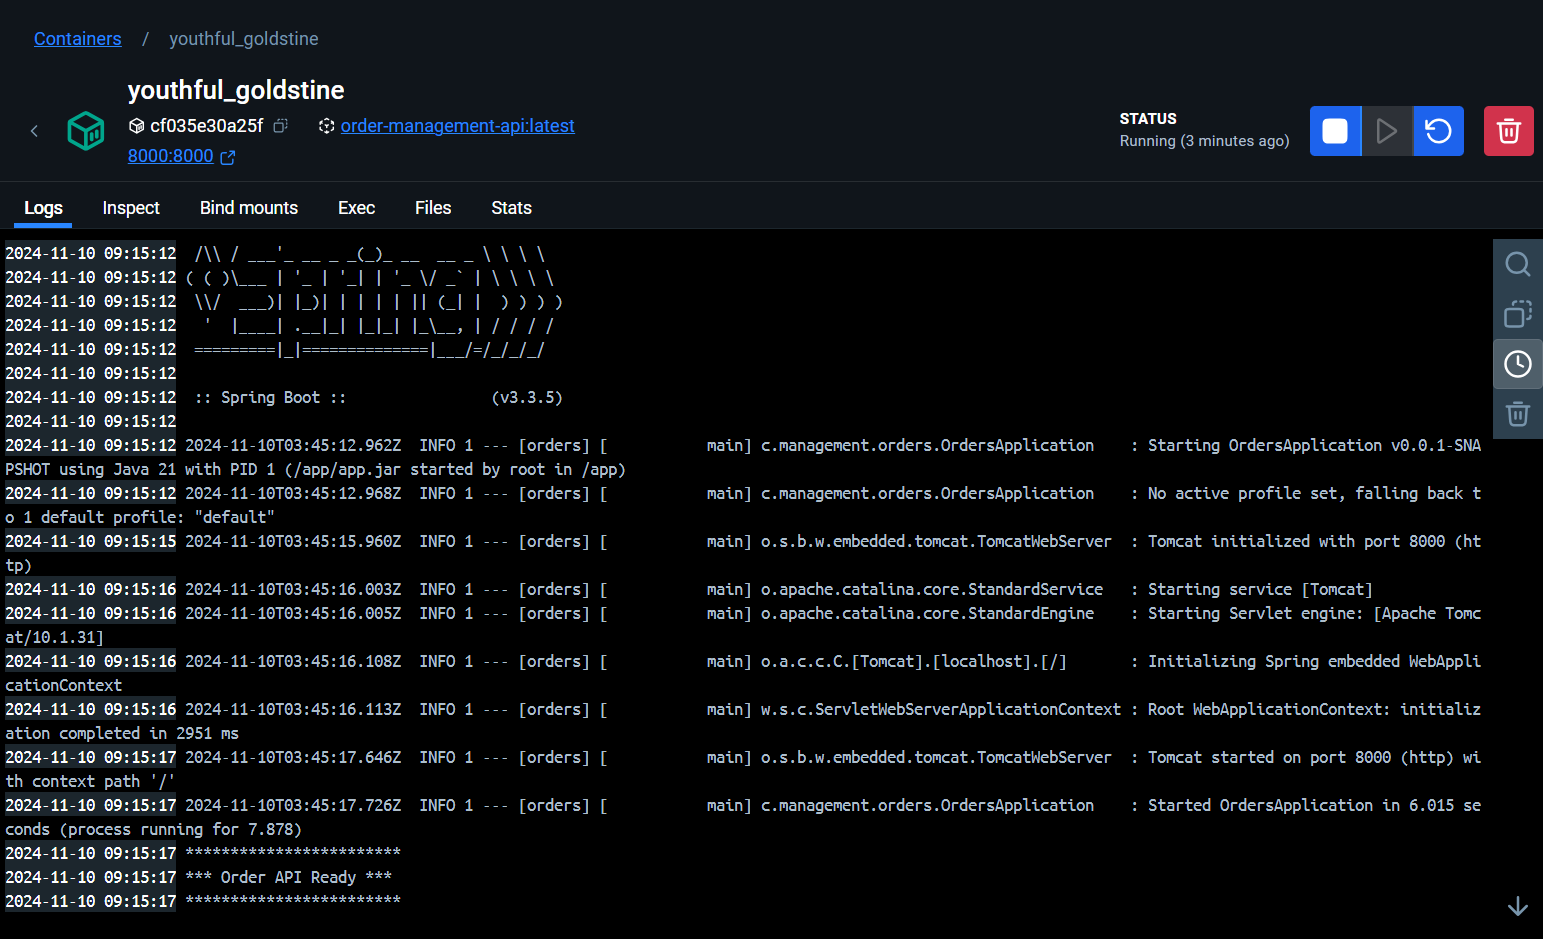 Containers / youthful_goldstine
youthful_goldstine
cf035e30a25f order-management-api:latest
8000:8000
STATUS
Running (3 minutes ago)
Logs Inspect Bind mounts Exec Files Stats
2024-11-10 09:15:12  /\\ / ___'_ __ _ _(_)_ __  __ _ \ \ \ \
2024-11-10 09:15:12 ( ( )\___ | '_ | '_| | '_ \/ _` | \ \ \ \
2024-11-10 09:15:12  \\/  ___)| |_)| | | | | || (_| |  ) ) ) )
2024-11-10 09:15:12   '  |____| .__|_| |_|_| |_\__, | / / / /
2024-11-10 09:15:12  =========|_|==============|___/=/_/_/_/
2024-11-10 09:15:12
2024-11-10 09:15:12  :: Spring Boot ::                (v3.3.5)
2024-11-10 09:15:12
2024-11-10 09:15:12 2024-11-10T03:45:12.962Z  INFO 1 --- [orders] [           main] c.management.orders.OrdersApplication    : Starting OrdersApplication v0.0.1-SNA
PSHOT using Java 21 with PID 1 (/app/app.jar started by root in /app)
2024-11-10 09:15:12 2024-11-10T03:45:12.968Z  INFO 1 --- [orders] [           main] c.management.orders.OrdersApplication    : No active profile set, falling back t
o 1 default profile: "default"
2024-11-10 09:15:15 2024-11-10T03:45:15.960Z  INFO 1 --- [orders] [           main] o.s.b.w.embedded.tomcat.TomcatWebServer  : Tomcat initialized with port 8000 (ht
tp)
2024-11-10 09:15:16 2024-11-10T03:45:16.003Z  INFO 1 --- [orders] [           main] o.apache.catalina.core.StandardService   : Starting service [Tomcat]
2024-11-10 09:15:16 2024-11-10T03:45:16.005Z  INFO 1 --- [orders] [           main] o.apache.catalina.core.StandardEngine    : Starting Servlet engine: [Apache Tomc
at/10.1.31]
2024-11-10 09:15:16 2024-11-10T03:45:16.108Z  INFO 1 --- [orders] [           main] o.a.c.c.C.[Tomcat].[localhost].[/]       : Initializing Spring embedded WebAppli
cationContext
2024-11-10 09:15:16 2024-11-10T03:45:16.113Z  INFO 1 --- [orders] [           main] w.s.c.ServletWebServerApplicationContext : Root WebApplicationContext: initializ
ation completed in 2951 ms
2024-11-10 09:15:17 2024-11-10T03:45:17.646Z  INFO 1 --- [orders] [           main] o.s.b.w.embedded.tomcat.TomcatWebServer  : Tomcat started on port 8000 (http) wi
th context path '/'
2024-11-10 09:15:17 2024-11-10T03:45:17.726Z  INFO 1 --- [orders] [           main] c.management.orders.OrdersApplication    : Started OrdersApplication in 6.015 se
conds (process running for 7.878)
2024-11-10 09:15:17 ************************
2024-11-10 09:15:17 *** Order API Ready ***
2024-11-10 09:15:17 ************************